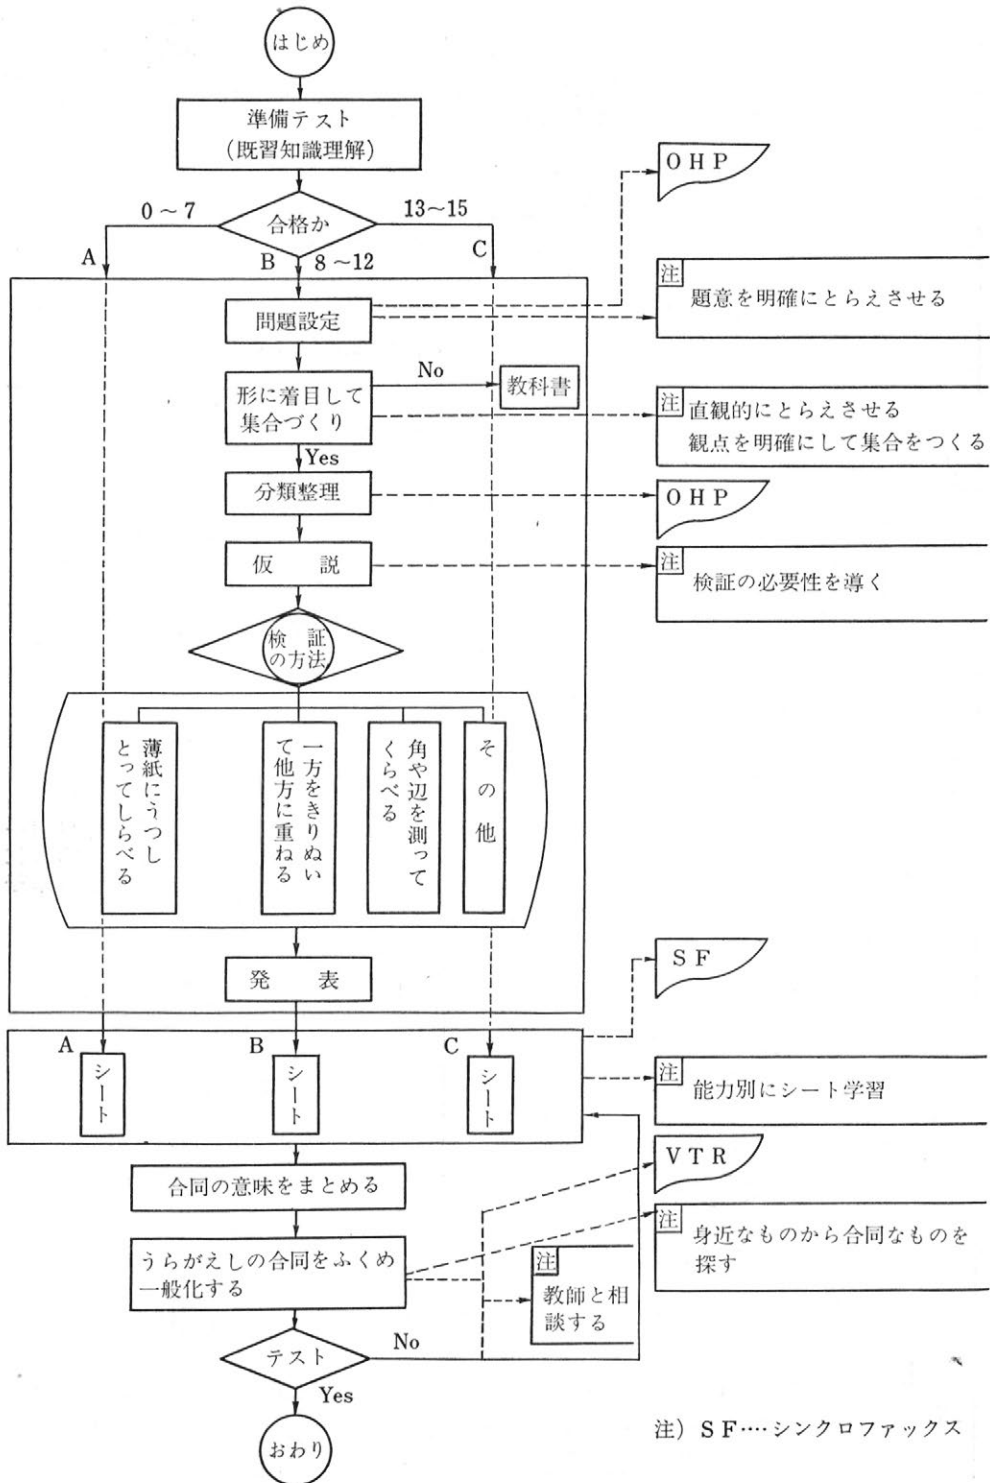 はじめ
準備テスト
(既習知識理解)
合格か
0～7
13～15
A
B
8～12
C
OHP
問題設定
注
題意を明確にとらえさせる
形に着目して
集合づくり
No
教科書
注
直観的にとらえさせる
観点を明確にして集合をつくる
Yes
分類整理
OHP
仮　説
注
検証の必要性を導く
検　証
の方法
薄紙にうつし
とってしらべる
一方をきりぬい
て他方に重ねる
角や辺を測って
くらべる
その他
発　表
SF
A
シート
B
シート
C
シート
注
能力別にシート学習
合同の意味をまとめる
VTR
うらがえしの合同をふくめ
一般化する
注
身近なものから合同なものを
探す
注
教師と相
談する
テスト
No
Yes
おわり
注) SF‥‥シンクロファックス